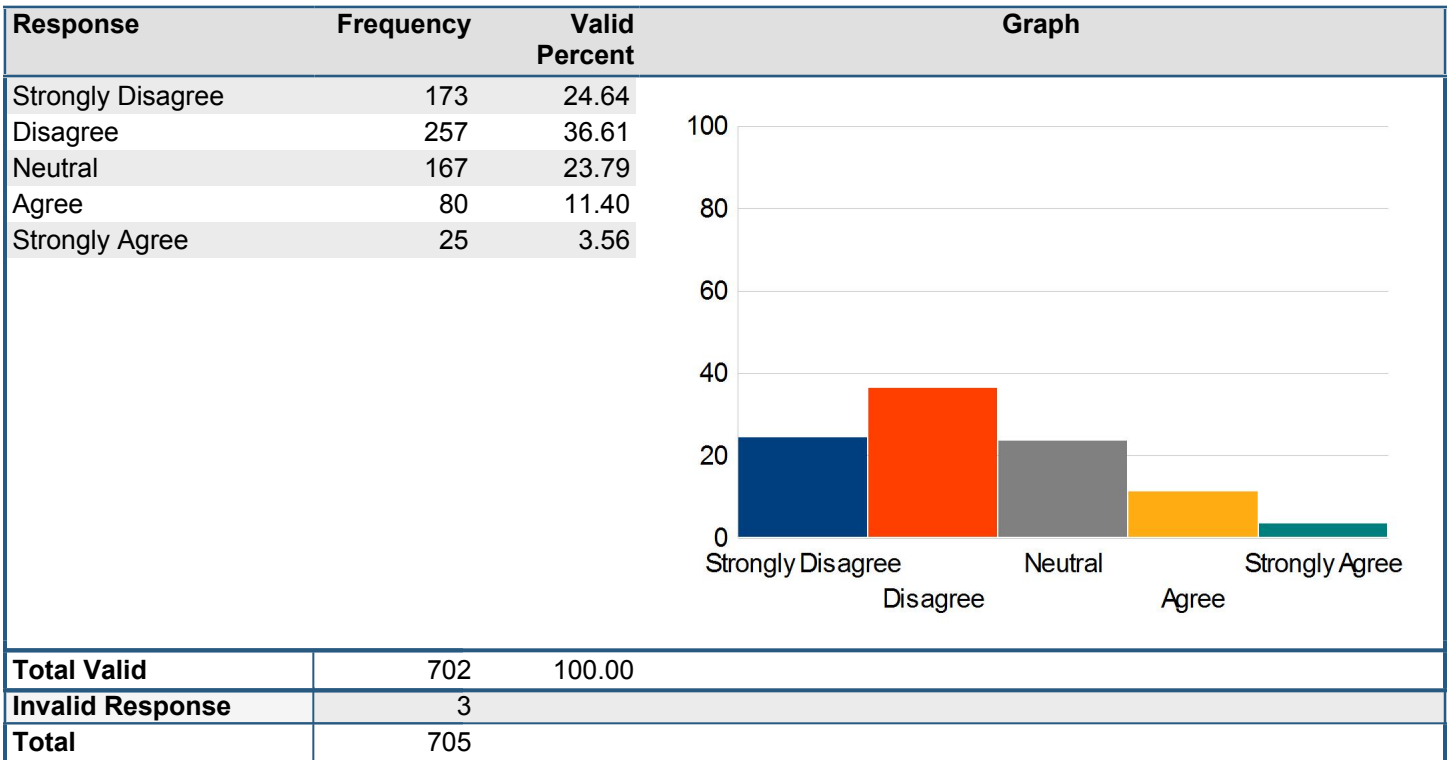 Response Frequency Valid Percent Graph
Strongly Disagree 173 24.64
Disagree 257 36.61
Neutral 167 23.79
Agree 80 11.40
Strongly Agree 25 3.56
100
80
60
40
20
0
Strongly Disagree Neutral Strongly Agree
Disagree Agree
Total Valid 702 100.00
Invalid Response 3
Total 705